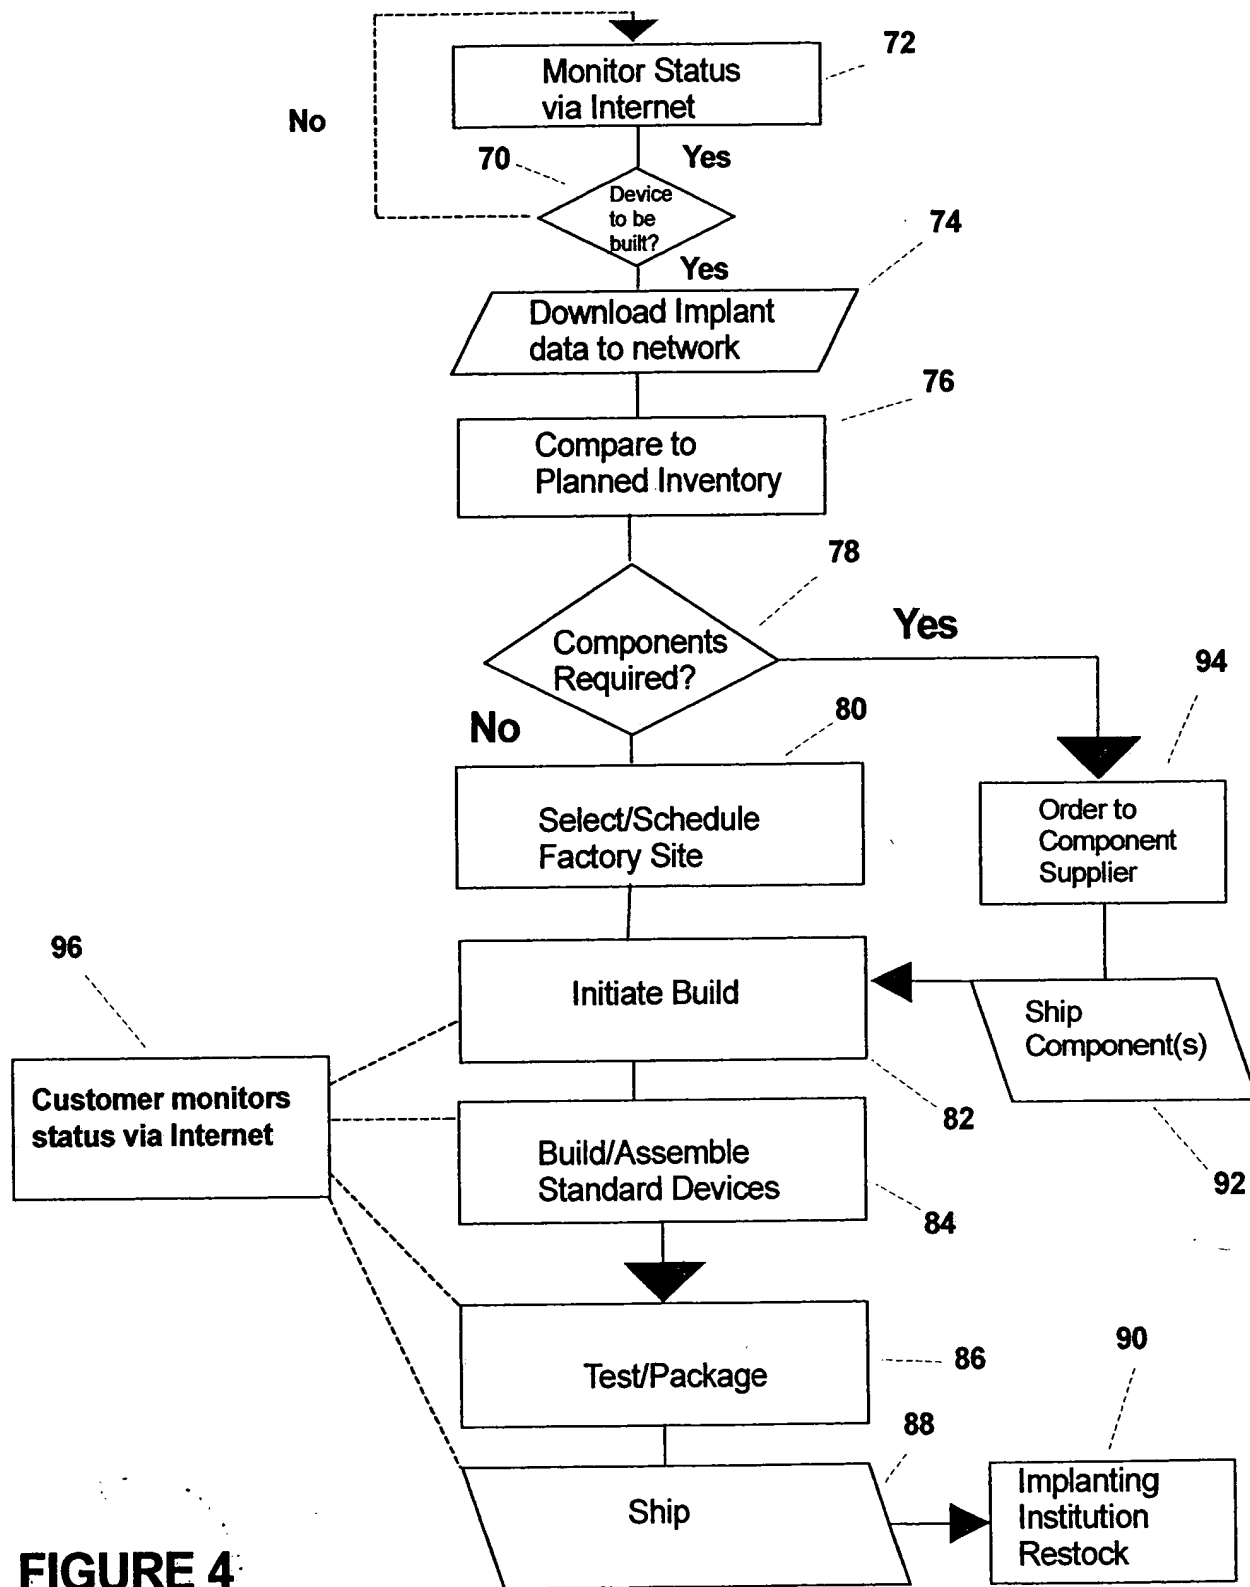 72
Monitor Status
via Internet
No
70
Yes
Device
to be
built?
74
Yes
Download Implant
data to network
76
Compare to
Planned Inventory
78
Components
Required?
Yes
94
No
80
Select/Schedule
Factory Site
Order to
Component
Supplier
96
Initiate Build
Ship
Component(s)
Customer monitors
status via Internet
82
Build/Assemble
Standard Devices
92
84
90
Test/Package
86
88
Ship
Implanting
Institution
Restock
FIGURE 4